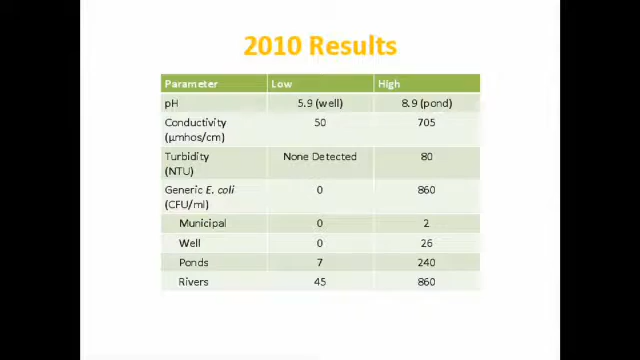 2010 Results
Parameter Low High
pH 5.9 (well) 8.9 (pond)
Conductivity 50 705
(µmhos/cm)
Turbidity None Detected 80
(NTU)
Generic E. coli 0 860
(CFU/ml)
Municipal 0 2
Well 0 26
Ponds 7 240
Rivers 45 860